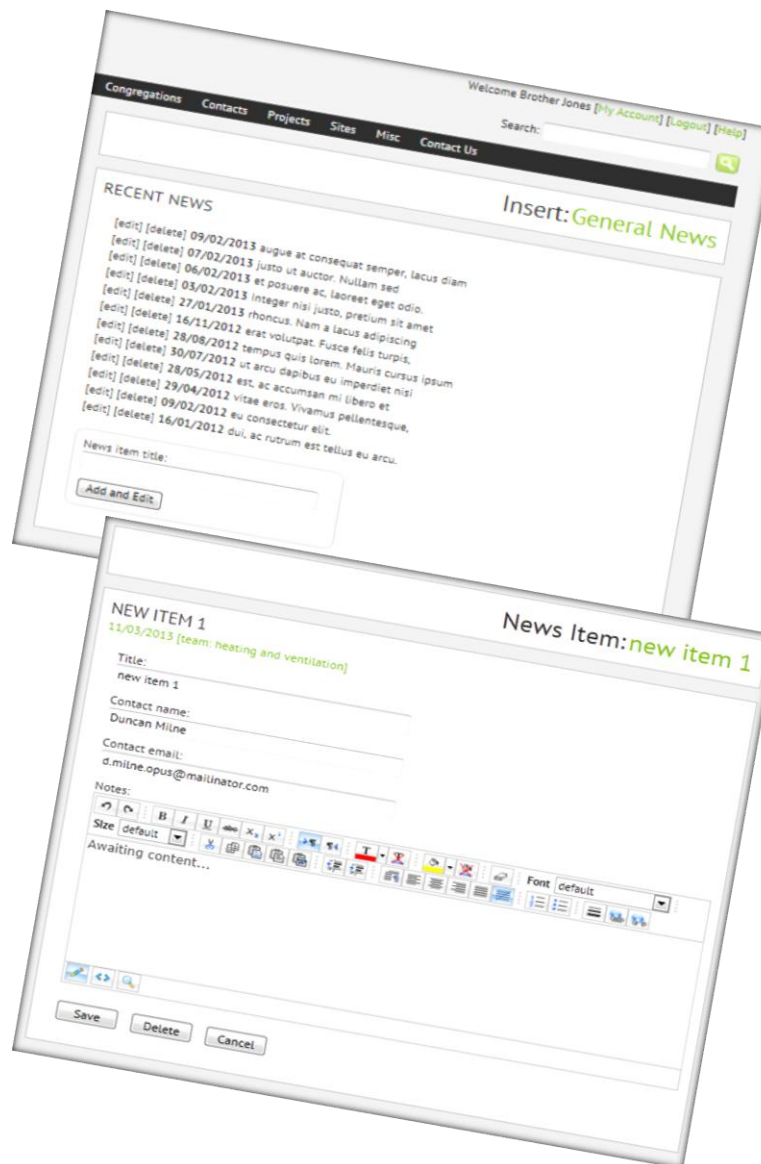 Welcome Brother Jones [My Account] [Logout] [Help]
Search:
Congregations Contacts Projects Sites Misc Contact Us
Insert:General News
RECENT NEWS
[edit] [delete] 09/02/2013 augue at consequat semper, lacus diam
[edit] [delete] 07/02/2013 justo ut auctor. Nullam sed
[edit] [delete] 06/02/2013 et posuere ac, laoreet eget odio.
[edit] [delete] 03/02/2013 integer nisi justo, pretium sit amet
[edit] [delete] 27/01/2013 rhoncus. Nam a lacus adipiscing
[edit] [delete] 16/11/2012 erat volutpat. Fusce felis turpis,
[edit] [delete] 28/08/2012 tempus quis lorem. Mauris cursus ipsum
[edit] [delete] 30/07/2012 ut arcu dapibus eu imperdiet nisi
[edit] [delete] 28/05/2012 est, ac accumsan mi libero et
[edit] [delete] 29/04/2012 vitae eros. Vivamus pellentesque,
[edit] [delete] 09/02/2012 eu consectetur elit.
[edit] [delete] 16/01/2012 dui, ac rutrum est tellus eu arcu.
News item title:
Add and Edit
News Item:new item 1
NEW ITEM 1
11/03/2013 [team: heating and ventilation]
Title:
new item 1
Contact name:
Duncan Milne
Contact email:
d.milne.opus@mailinator.com
Notes:
B I U abc X₂ X² T Font default
Size default
Awaiting content...
Save Delete Cancel